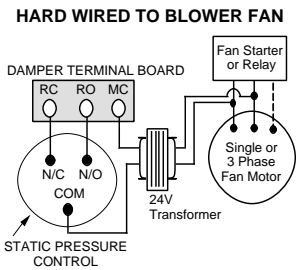 HARD WIRED TO BLOWER FAN
Fan Starter
or Relay
DAMPER TERMINAL BOARD
RC RO MC
N/C N/O
COM
Single or
3 Phase
Fan Motor
24V
Transformer
STATIC PRESSURE
CONTROL